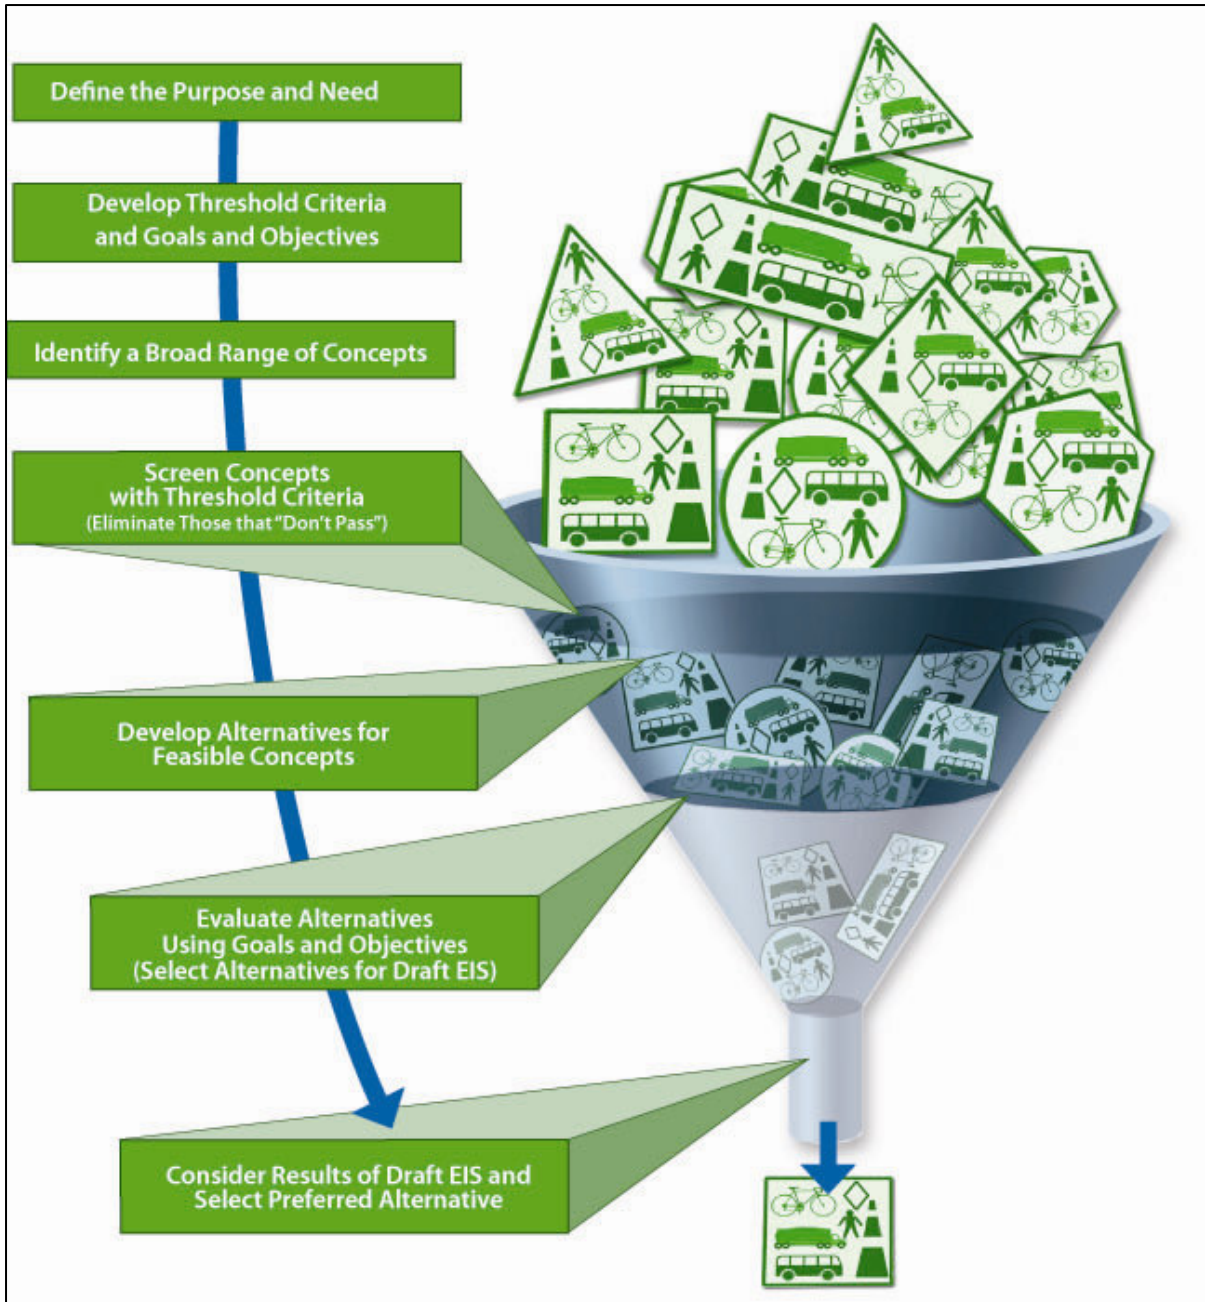 Define the Purpose and Need
Develop Threshold Criteria
and Goals and Objectives
Identify a Broad Range of Concepts
Screen Concepts
with Threshold Criteria
(Eliminate Those that “Don’t Pass”)
Develop Alternatives for
Feasible Concepts
Evaluate Alternatives
Using Goals and Objectives
(Select Alternatives for Draft EIS)
Consider Results of Draft EIS and
Select Preferred Alternative